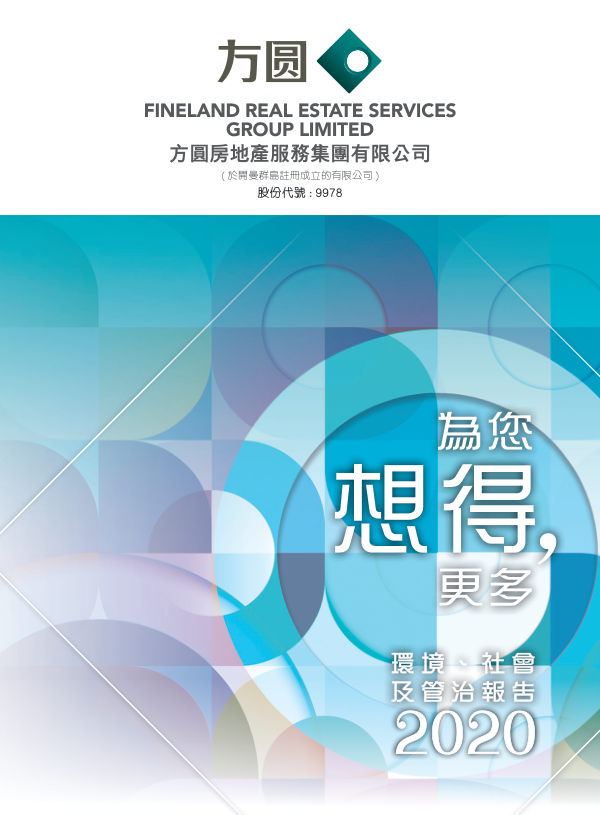 方圆
FINELAND REAL ESTATE SERVICES
GROUP LIMITED
方圓房地產服務集團有限公司
(於開曼群島註冊成立的有限公司)
股份代號 : 9978
為您
想得,
更多
環境、社會
及管治報告
2020